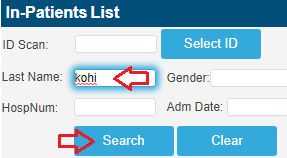 In-Patients List
ID Scan: Select ID
Last Name: kohi Gender:
HospNum: Adm Date:
Search Clear